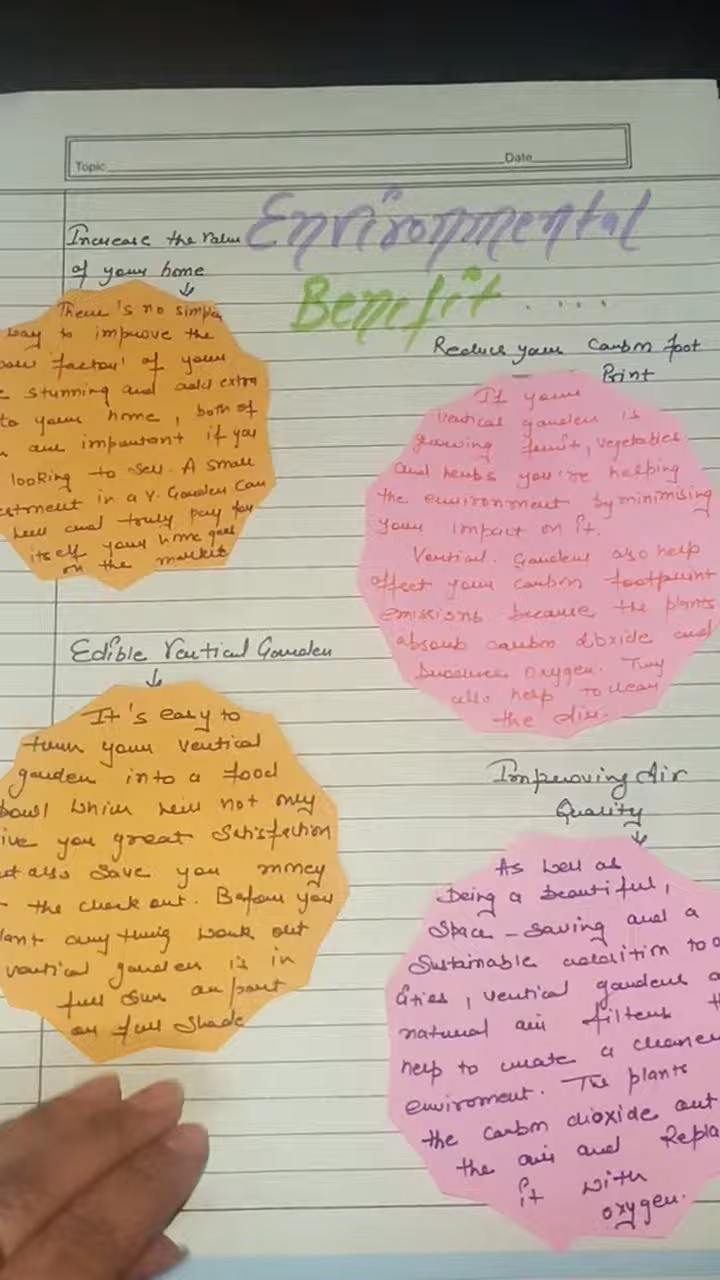 Topic
Date
Environmental
Benefit ....
Increase the value
of your home
There's no simple
way to improve the
factor' of your
stunning and add extra
to your home, both of
are important if you
looking to sell. A small
in a V. Garden can
well and truly pay for
itself your home goes
on the market
Reduce your Carbon foot
Print
If your
vertical garden is
growing fruit, vegetables
and herbs you're helping
the environment by minimising
your impact on it.
Vertical. Gardens also help
offset your carbon footprint
emissions because the plants
absorb carbon dioxide and
produce oxygen. They
also help to clean
the air.
Edible Vertical Garden
It's easy to
turn your vertical
garden into a food
bowl which will not only
you great Satisfaction
also Save you money
the check out. Before you
any thing work out
vertical garden is in
full Sun or part
or full Shade
Improving Air
Quality
As well as
being a beautiful,
Space - Saving and a
Sustainable addition to
Cities, vertical gardens
natural air filters
help to create a cleaner
enviroment. The plants
the carbon dioxide out
the air and
it with
oxygen.